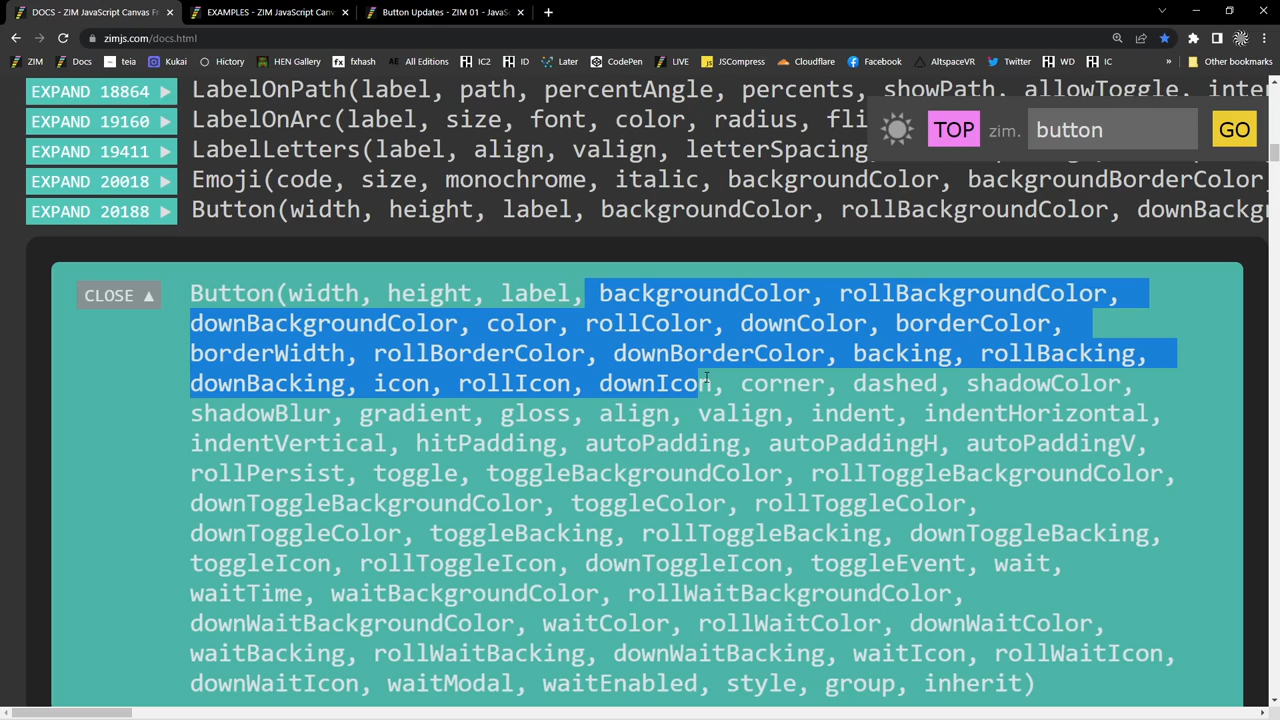 DOCS - ZIM JavaScript Canvas Fr
EXAMPLES - ZIM JavaScript Canv
Button Updates - ZIM 01 - JavaS
zimjs.com/docs.html
ZIM Docs teia Kukai History HEN Gallery fxhash All Editions IC2 ID Later CodePen LIVE JSCompress Cloudflare Facebook AltspaceVR Twitter WD IC » Other bookmarks
EXPAND 18864 ▶ LabelOnPath(label, path, percentAngle, percents, showPath, allowToggle, inter
EXPAND 19160 ▶ LabelOnArc(label, size, font, color, radius, fli
TOP zim. button GO
EXPAND 19411 ▶ LabelLetters(label, align, valign, letterSpacing,
EXPAND 20018 ▶ Emoji(code, size, monochrome, italic, backgroundColor, backgroundBorderColor,
EXPAND 20188 ▶ Button(width, height, label, backgroundColor, rollBackgroundColor, downBackg
CLOSE ▲ Button(width, height, label, backgroundColor, rollBackgroundColor,
downBackgroundColor, color, rollColor, downColor, borderColor,
borderWidth, rollBorderColor, downBorderColor, backing, rollBacking,
downBacking, icon, rollIcon, downIcon, corner, dashed, shadowColor,
shadowBlur, gradient, gloss, align, valign, indent, indentHorizontal,
indentVertical, hitPadding, autoPadding, autoPaddingH, autoPaddingV,
rollPersist, toggle, toggleBackgroundColor, rollToggleBackgroundColor,
downToggleBackgroundColor, toggleColor, rollToggleColor,
downToggleColor, toggleBacking, rollToggleBacking, downToggleBacking,
toggleIcon, rollToggleIcon, downToggleIcon, toggleEvent, wait,
waitTime, waitBackgroundColor, rollWaitBackgroundColor,
downWaitBackgroundColor, waitColor, rollWaitColor, downWaitColor,
waitBacking, rollWaitBacking, downWaitBacking, waitIcon, rollWaitIcon,
downWaitIcon, waitModal, waitEnabled, style, group, inherit)